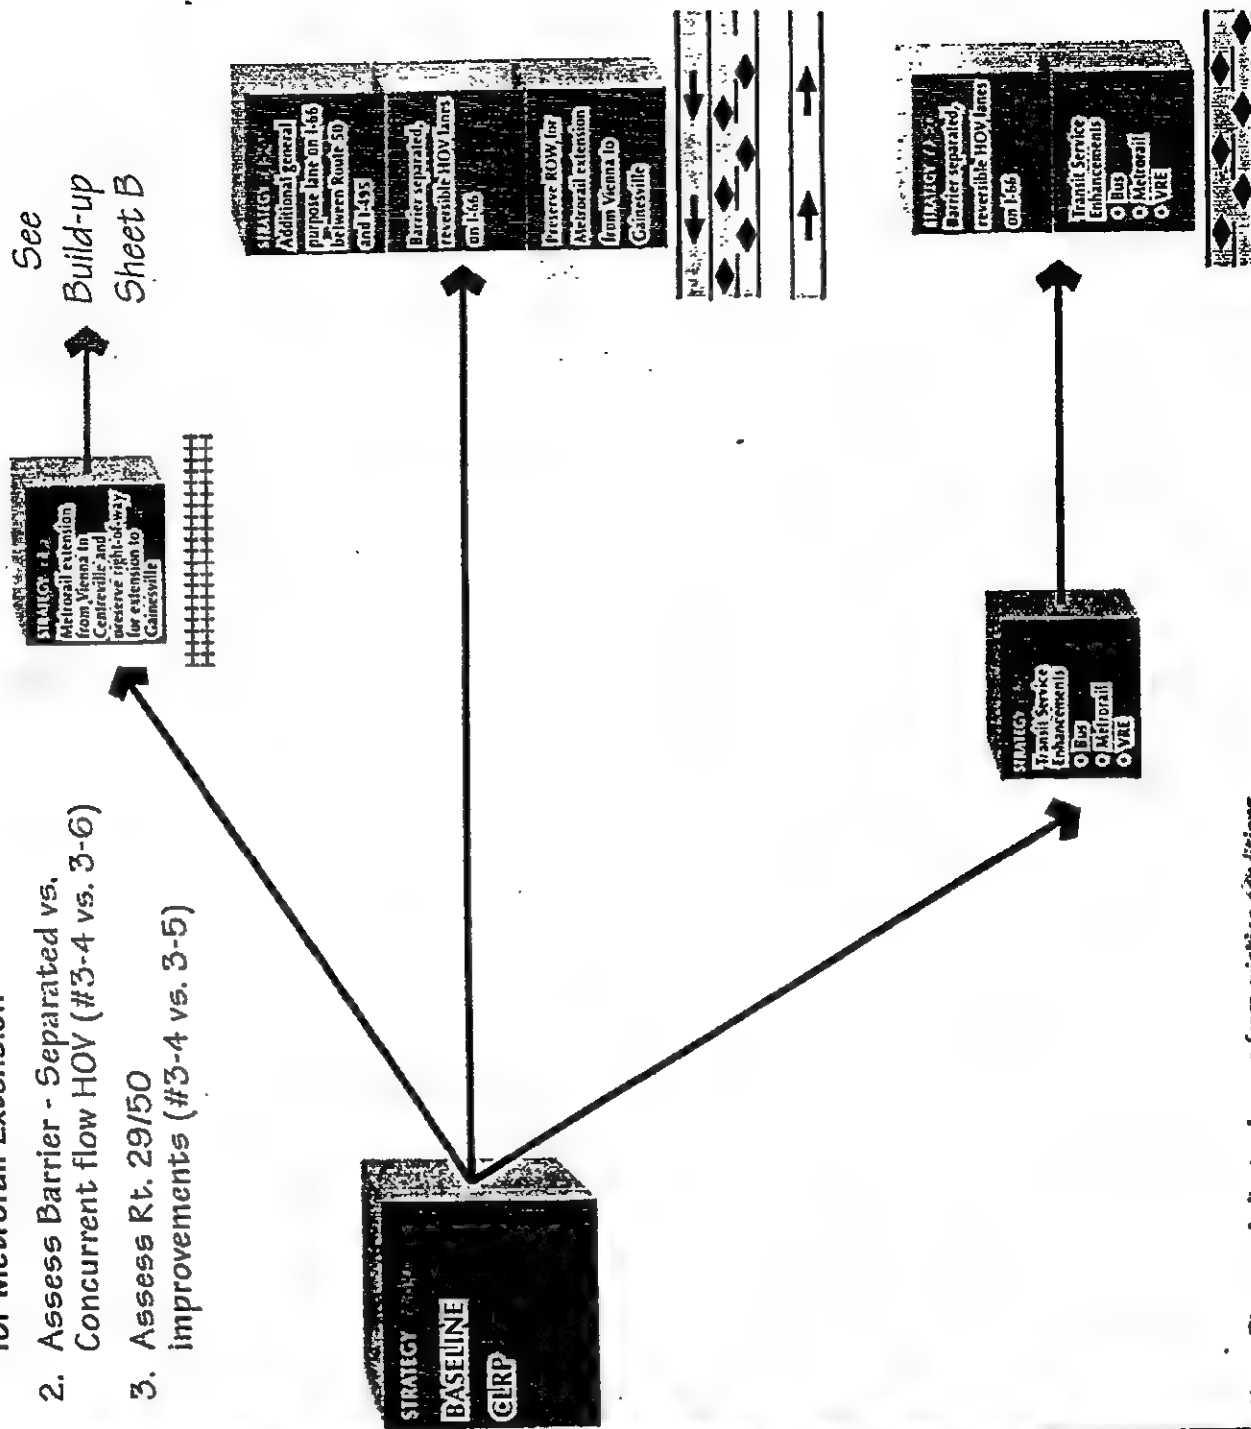 for Metrorail Extension
2. Assess Barrier - Separated vs.
Concurrent flow HOV (#3-4 vs. 3-6)
3. Assess Rt. 29/50
improvements (#3-4 vs. 3-5)
STRATEGY
BASELINE
CLRP
STRATEGY
Metrorail extension
from Vienna to
Centreville and
preserve right-of-way
for extension to
Gainesville
See
Build-up
Sheet B
STRATEGY
Additional general
purpose lane on I-66
between Route 50
and I-495
Barrier separated,
reversible HOV lanes
on I-66
Preserve ROW for
Metrorail extension
from Vienna to
Gainesville
STRATEGY
Transit Service
Enhancements
Bus
Metrorail
VRE
STRATEGY
Barrier separated,
reversible HOV lanes
on I-66
Transit Service
Enhancements
Bus
Metrorail
VRE